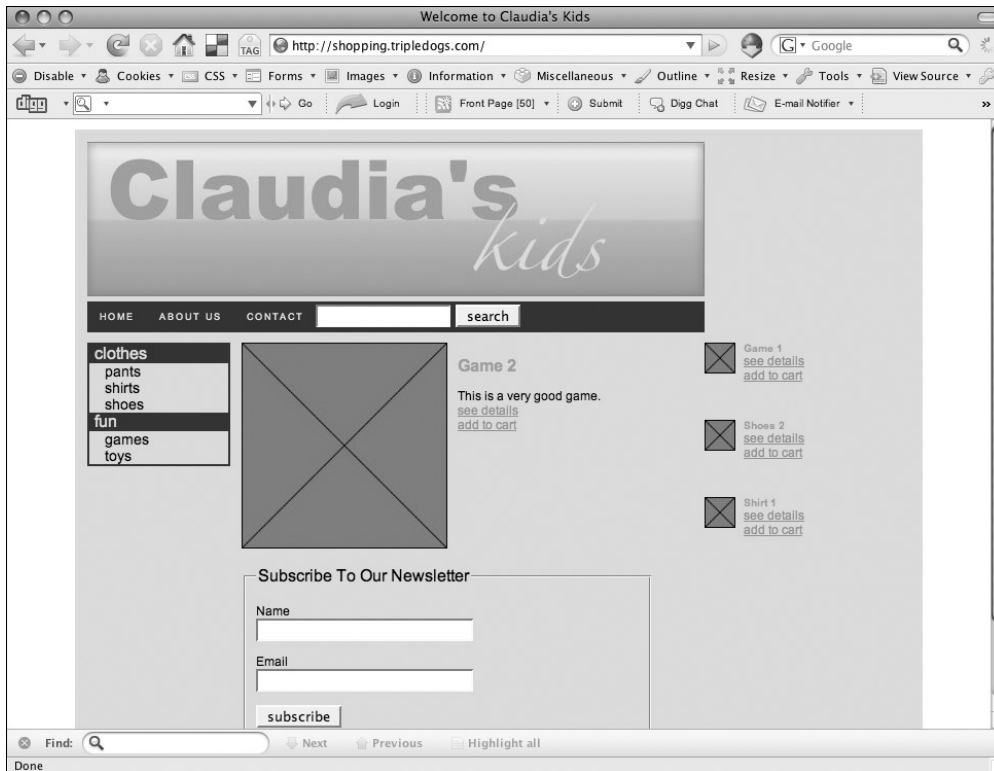 Welcome to Claudia's Kids
TAG http://shopping.tripledogs.com/ G Google
Disable Cookies CSS Forms Images Information Miscellaneous Outline Resize Tools View Source
digg Go Login Front Page [50] Submit Digg Chat E-mail Notifier »
Claudia's
kids
HOME ABOUT US CONTACT search
clothes
pants
shirts
shoes
fun
games
toys
Game 2
This is a very good game.
see details
add to cart
Game 1
see details
add to cart
Shoes 2
see details
add to cart
Shirt 1
see details
add to cart
Subscribe To Our Newsletter
Name
Email
subscribe
Find: Next Previous Highlight all
Done